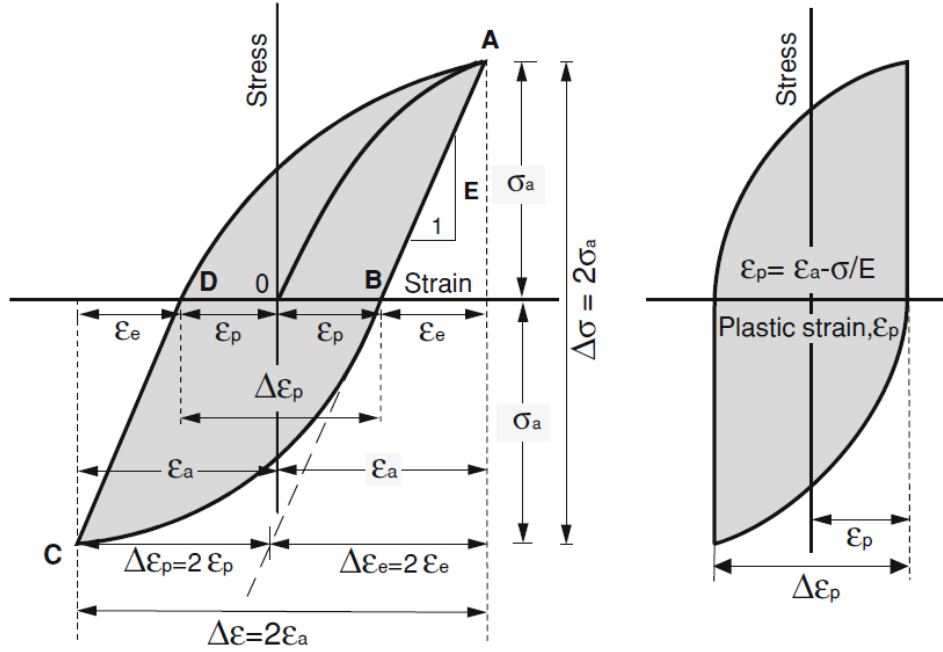 A
Stress
σa
E
1
Δσ = 2σa
D
0
B
Strain
εe
εp
εp
εe
Δεp
σa
εa
εa
C
Δεp=2 εp
Δεe=2 εe
Δε=2εa
Stress
εp= εa-σ/E
Plastic strain,εp
εp
Δεp